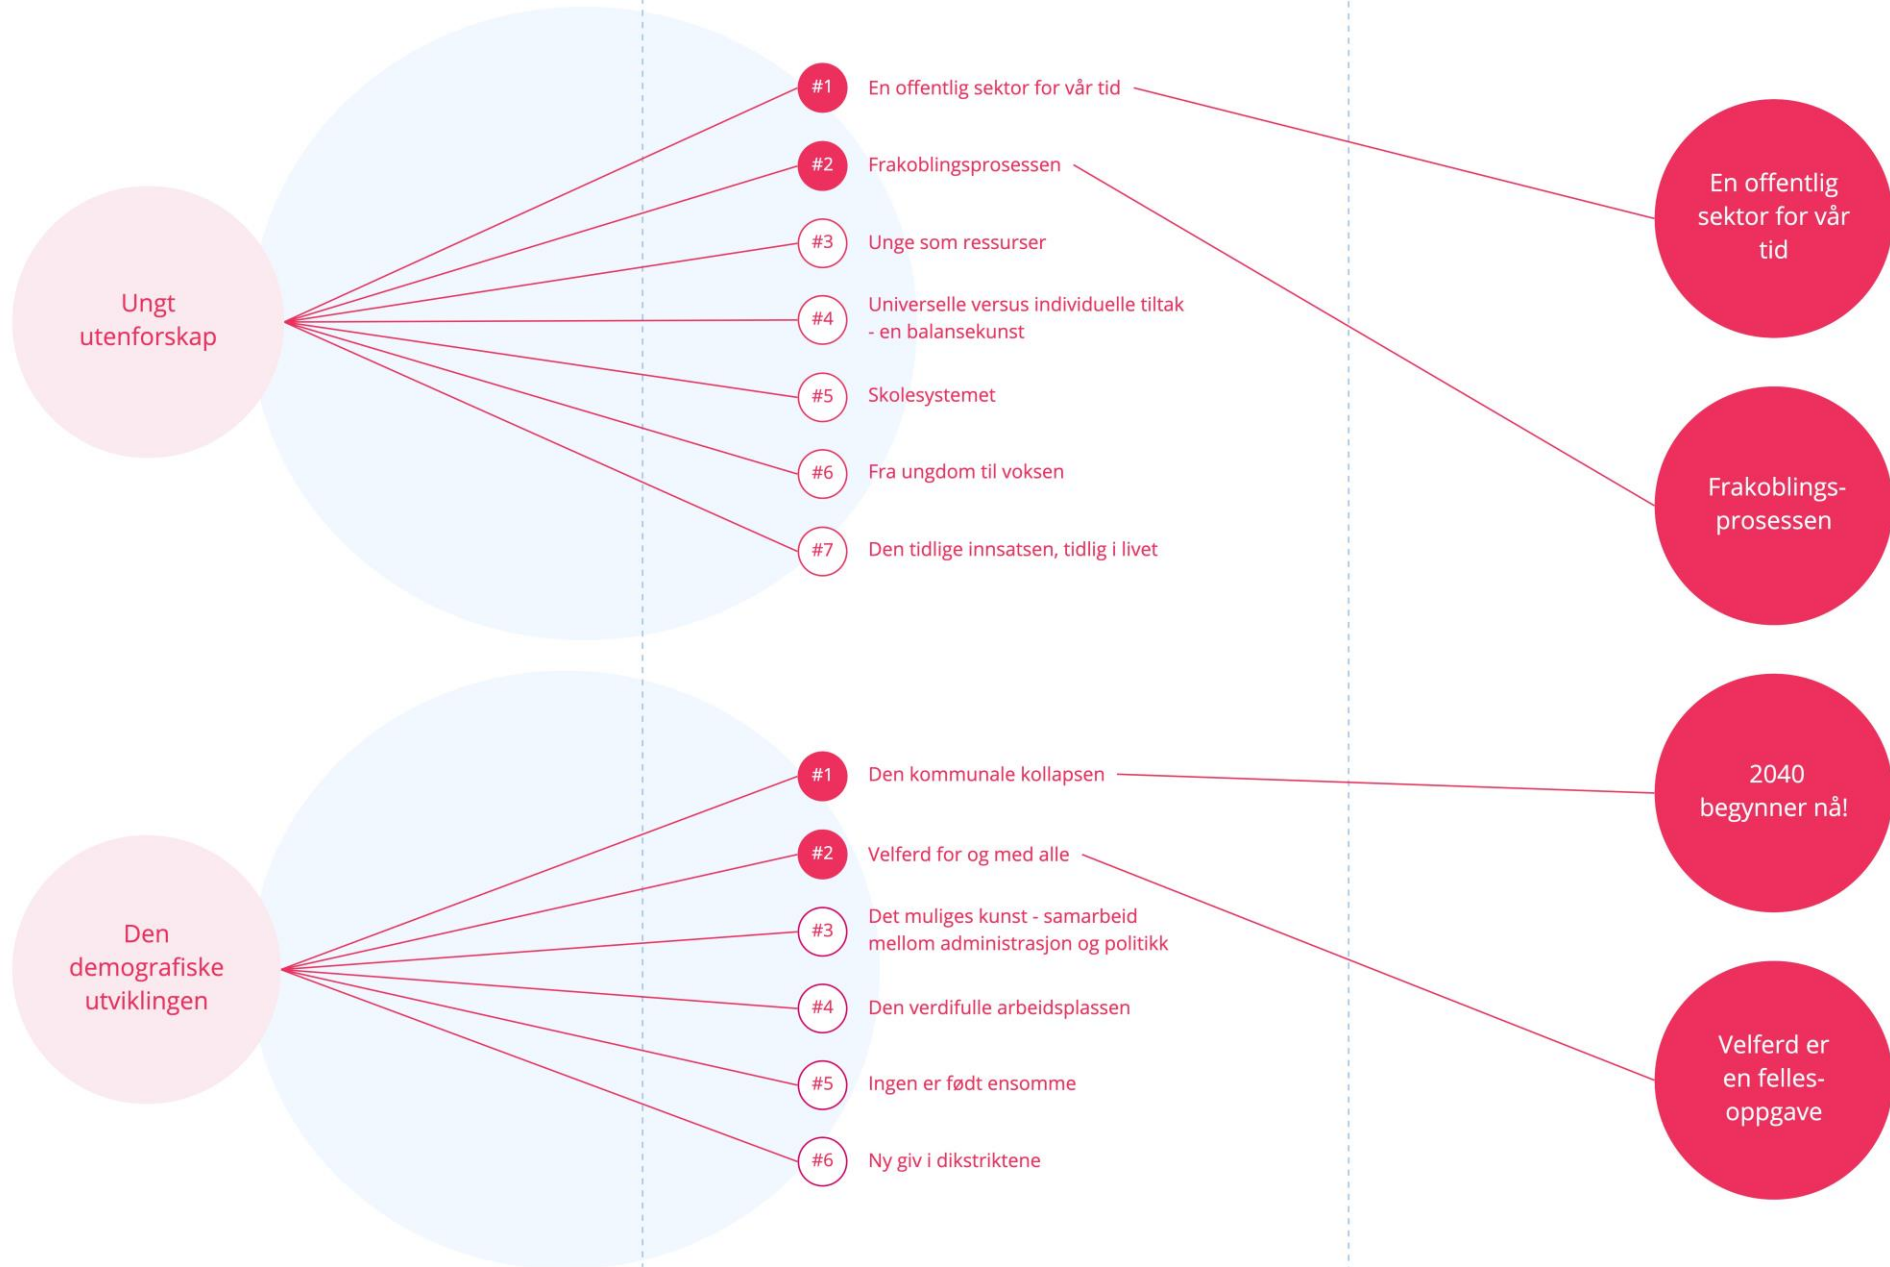 Ungt
utenforskap
#1 En offentlig sektor for vår tid
#2 Frakoblingsprosessen
#3 Unge som ressurser
#4 Universelle versus individuelle tiltak
- en balansekunst
#5 Skolesystemet
#6 Fra ungdom til voksen
#7 Den tidlige innsatsen, tidlig i livet
En offentlig
sektor for vår
tid
Frakoblings-
prosessen
Den
demografiske
utviklingen
#1 Den kommunale kollapsen
#2 Velferd for og med alle
#3 Det muliges kunst - samarbeid
mellom administrasjon og politikk
#4 Den verdifulle arbeidsplassen
#5 Ingen er født ensomme
#6 Ny giv i dikstriktene
2040
begynner nå!
Velferd er
en felles-
oppgave